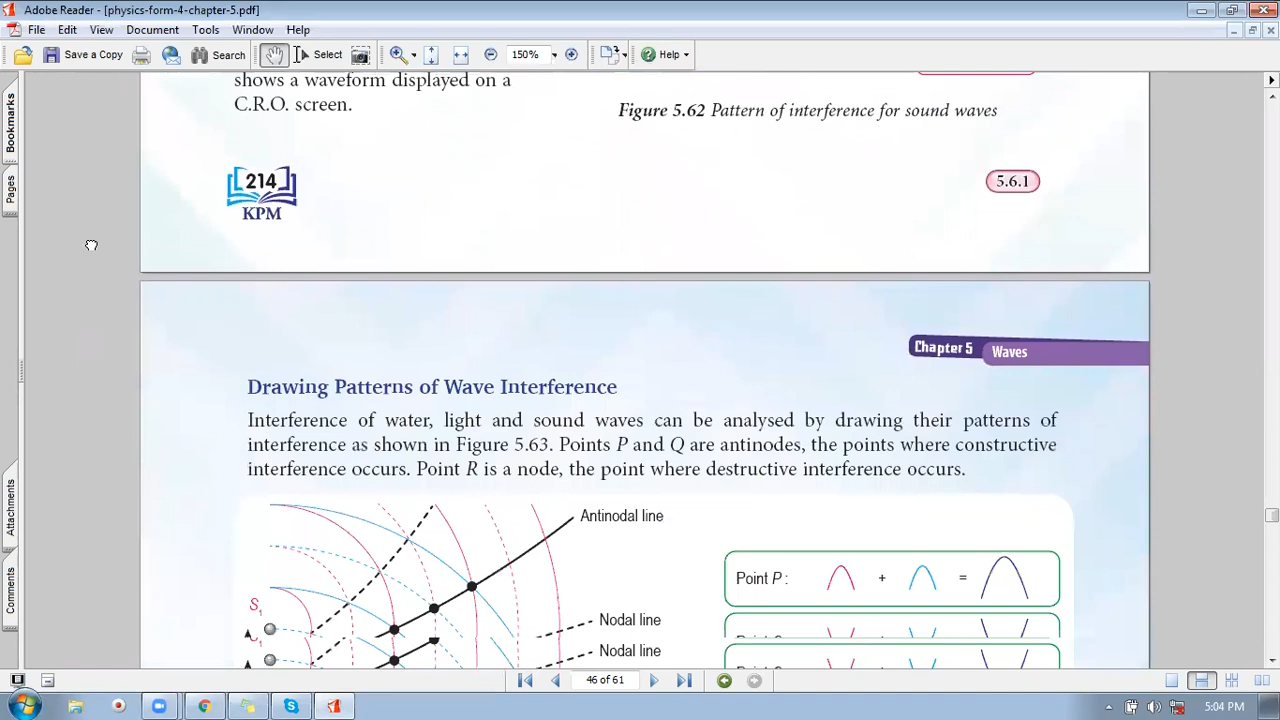 Adobe Reader - [physics-form-4-chapter-5.pdf]
File Edit View Document Tools Window Help
Save a Copy Search Select 150% Help
Bookmarks
Pages
Attachments
Comments
shows a waveform displayed on a
C.R.O. screen.
Figure 5.62 Pattern of interference for sound waves
214
KPM
5.6.1
Chapter 5 Waves
Drawing Patterns of Wave Interference
Interference of water, light and sound waves can be analysed by drawing their patterns of
interference as shown in Figure 5.63. Points P and Q are antinodes, the points where constructive
interference occurs. Point R is a node, the point where destructive interference occurs.
Antinodal line
Point P : + =
S1
Nodal line
Nodal line
46 of 61
5:04 PM